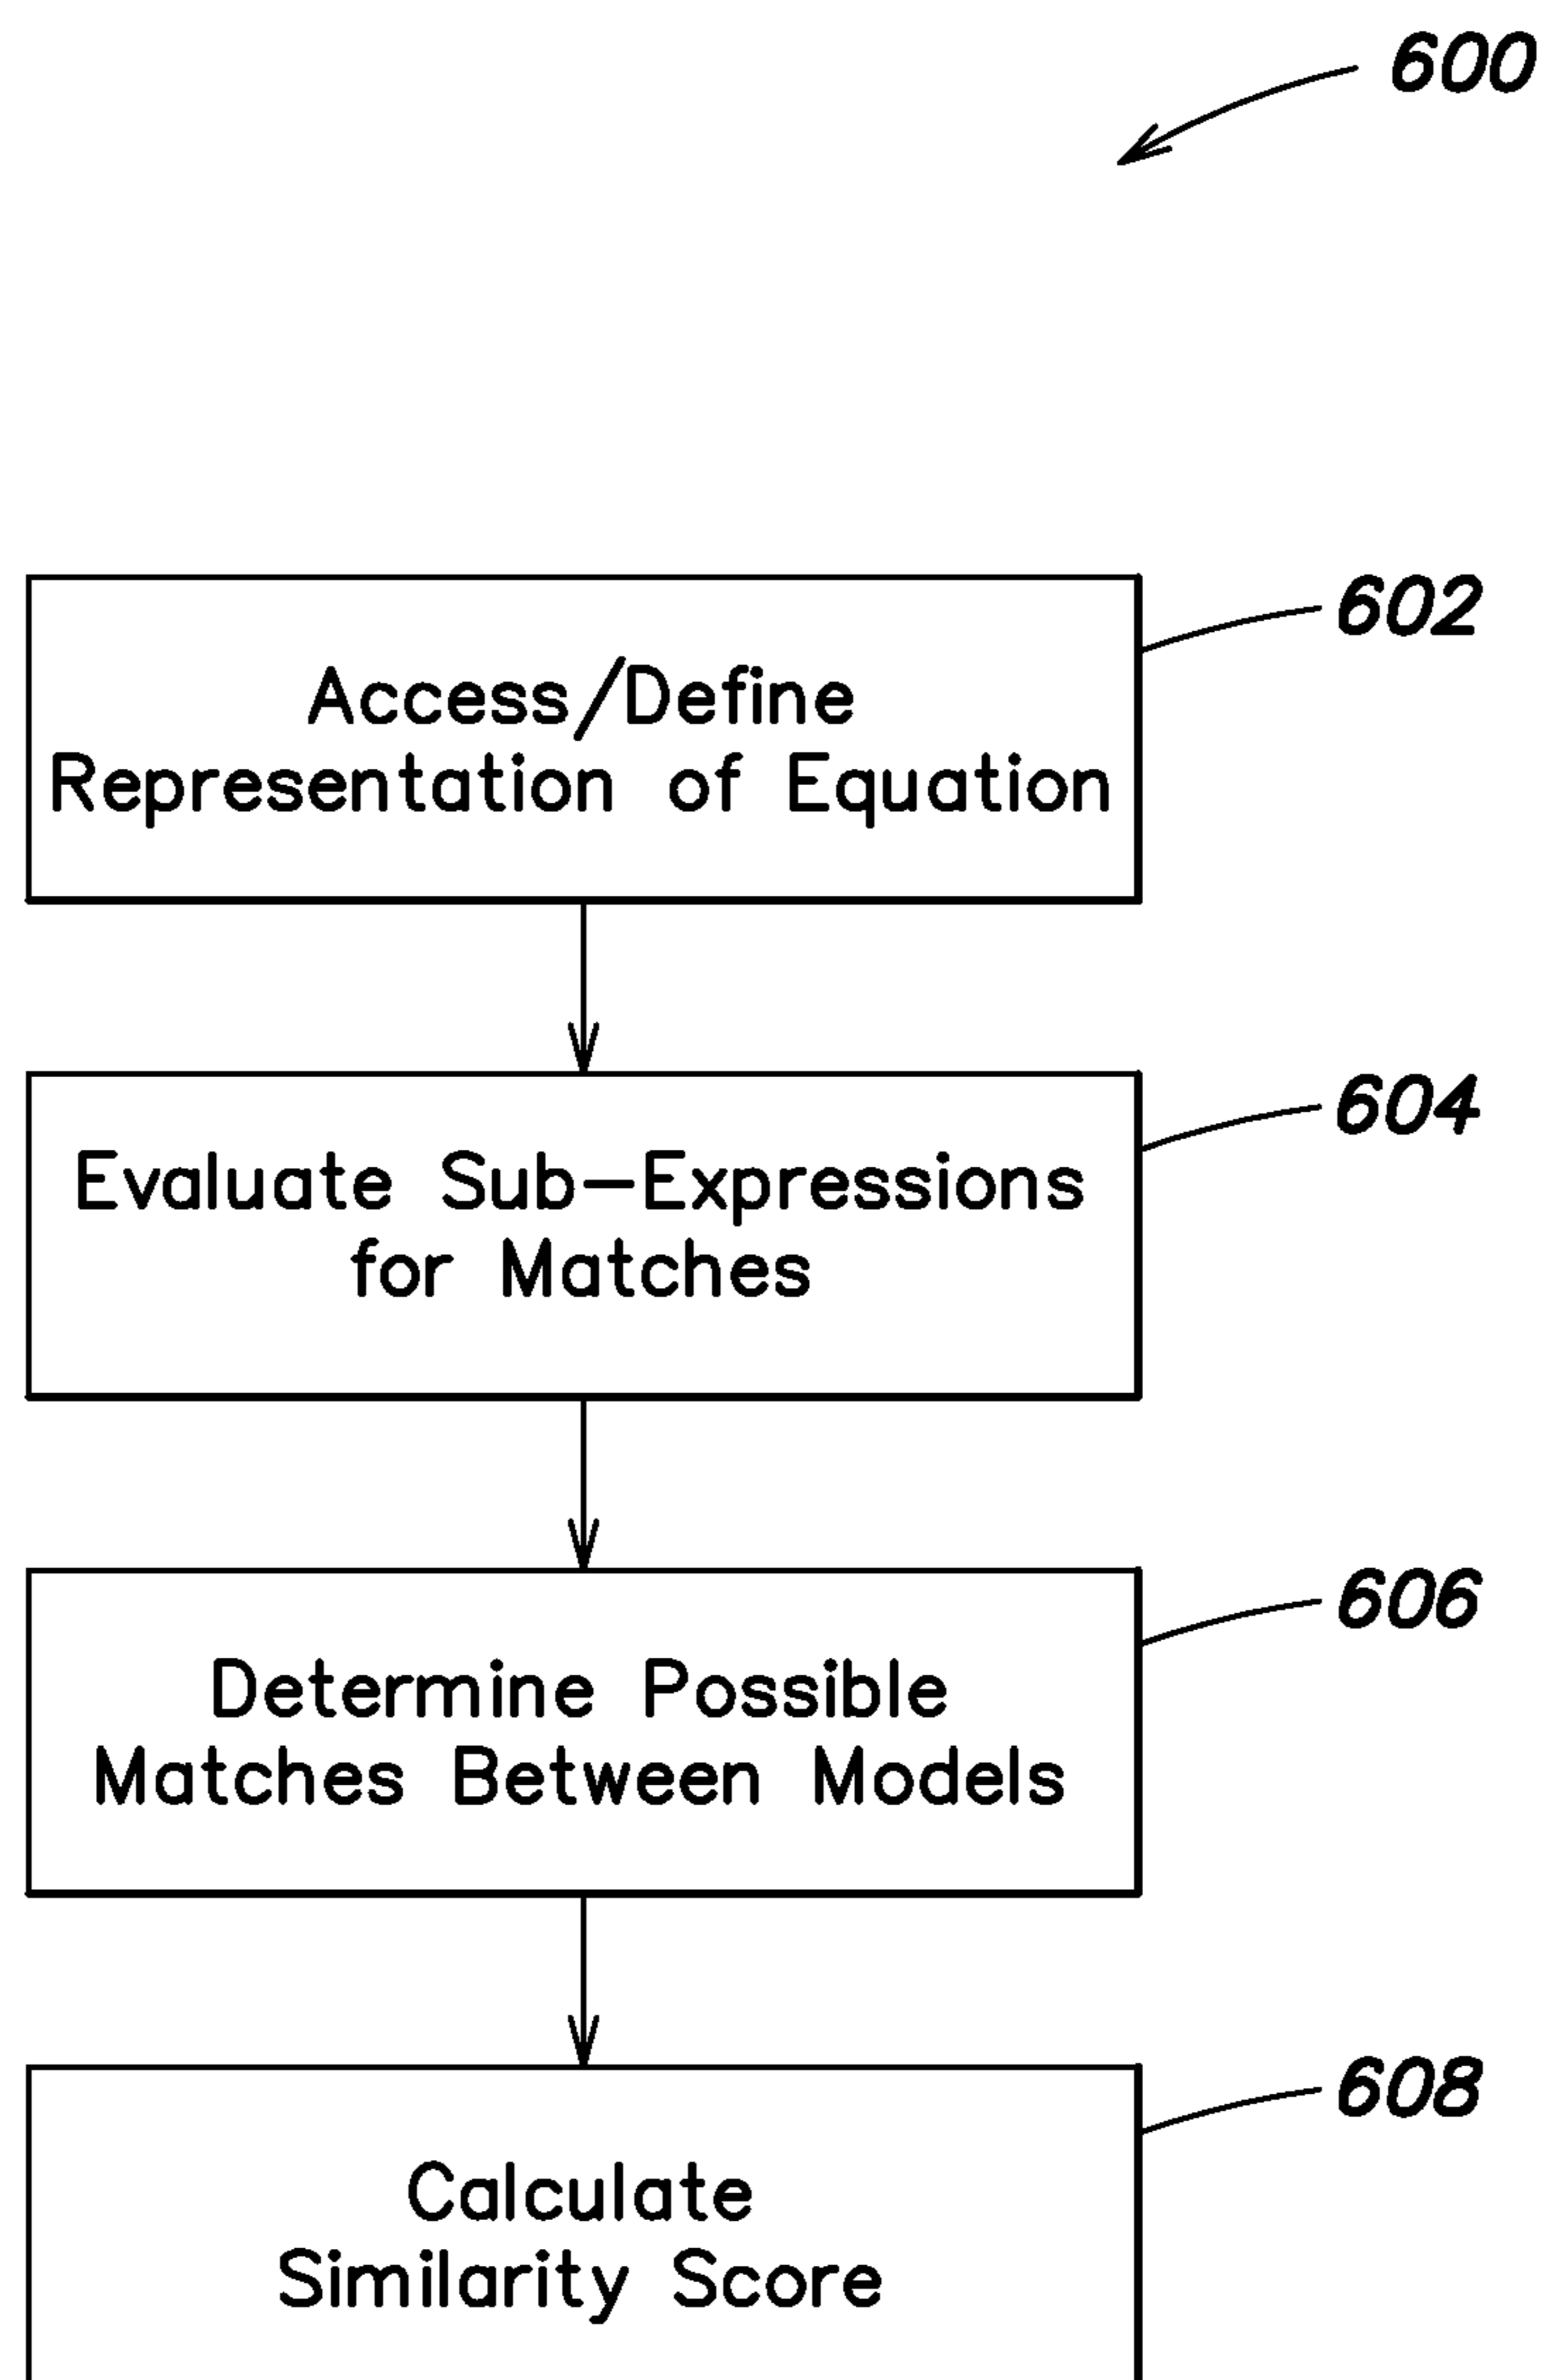 600
602
Access/Define
Representation of Equation
604
Evaluate Sub-Expressions
for Matches
606
Determine Possible
Matches Between Models
608
Calculate
Similarity Score